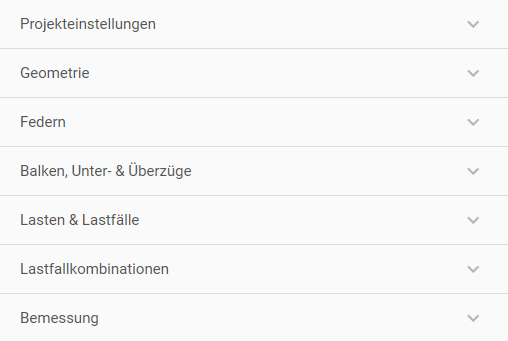 Projekteinstellungen
Geometrie
Federn
Balken, Unter- & Überzüge
Lasten & Lastfälle
Lastfallkombinationen
Bemessung